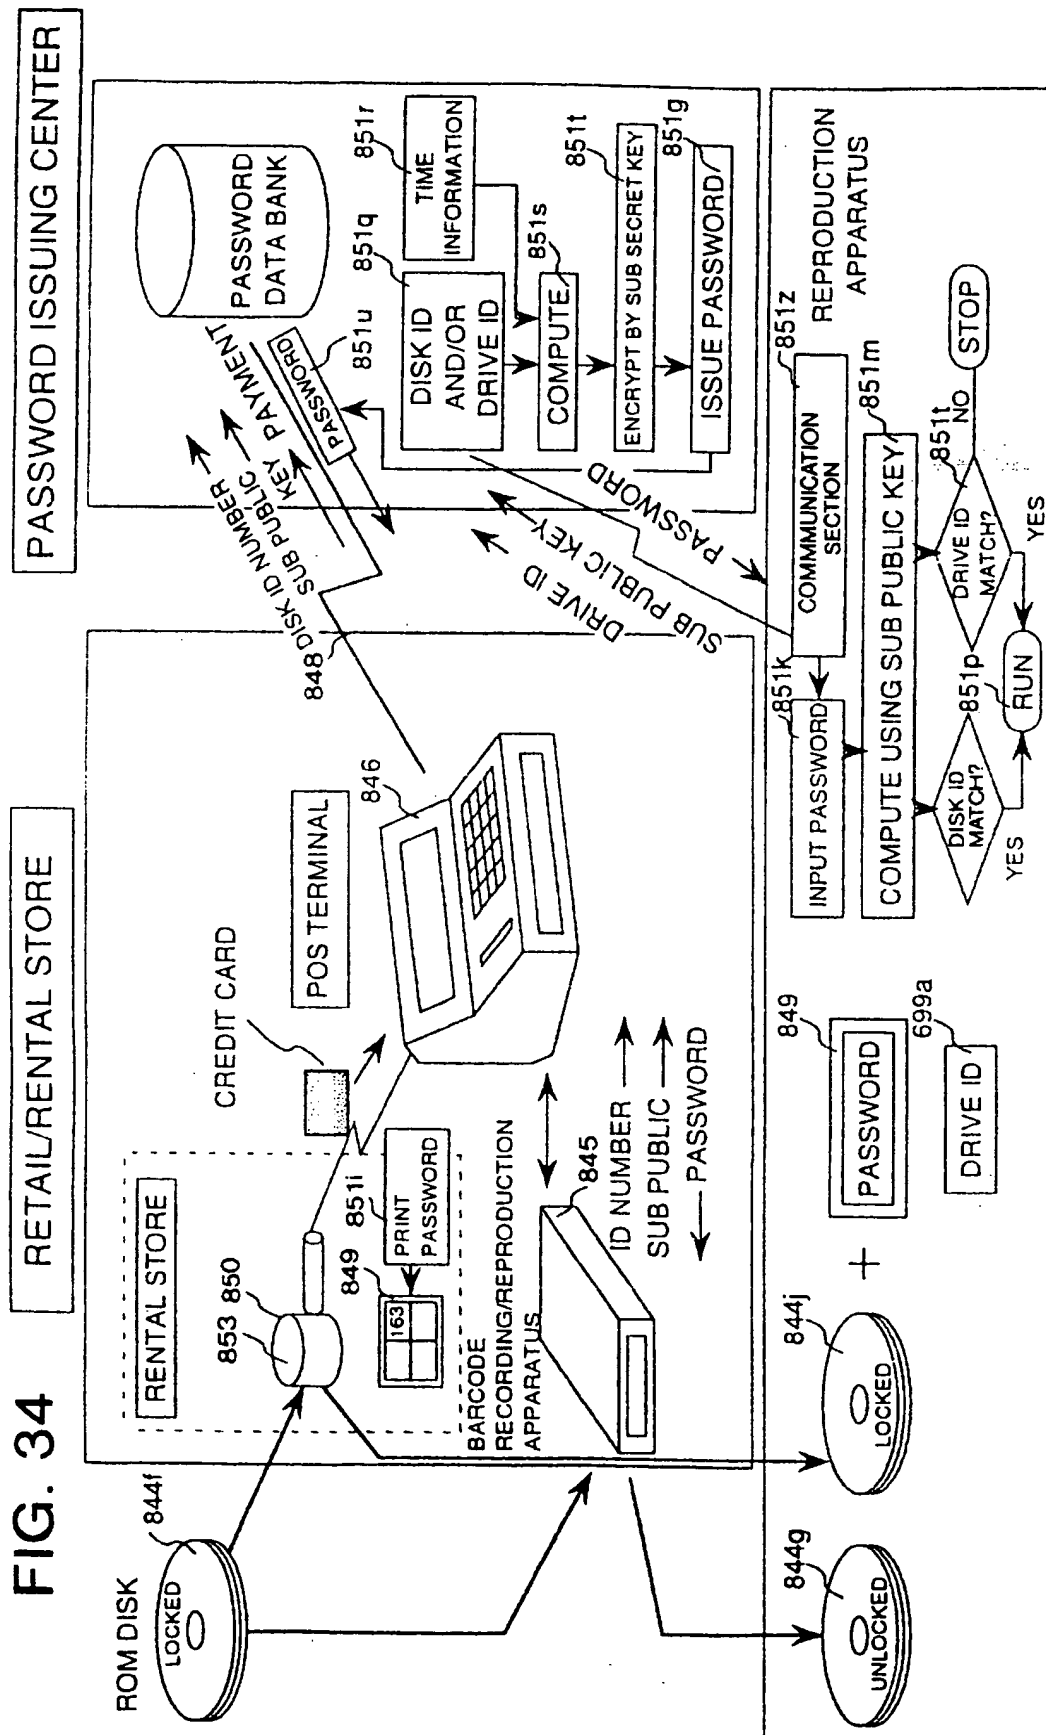 FIG. 34
RETAIL/RENTAL STORE
PASSWORD ISSUING CENTER
ROM DISK
844f
LOCKED
RENTAL STORE
853
850
849
163
851i
PRINT
PASSWORD
CREDIT CARD
POS TERMINAL
846
BARCODE
RECORDING/REPRODUCTION
APPARATUS
845
ID NUMBER
SUB PUBLIC
PASSWORD
848
DISK ID NUMBER
SUB PUBLIC
KEY
PAYMENT
PASSWORD
851u
PASSWORD
DATA BANK
851q
DISK ID
AND/OR
DRIVE ID
851r
TIME
INFORMATION
851s
COMPUTE
851t
ENCRYPT BY SUB SECRET KEY
851g
ISSUE PASSWORD
DRIVE ID
SUB PUBLIC KEY
PASSWORD
844g
UNLOCKED
844j
LOCKED
+
849
PASSWORD
699a
DRIVE ID
REPRODUCTION
APPARATUS
851k
INPUT PASSWORD
851z
COMMMUNICATION
SECTION
851m
COMPUTE USING SUB PUBLIC KEY
DISK ID
MATCH?
YES
851p
RUN
851t
DRIVE ID
MATCH?
NO
YES
STOP